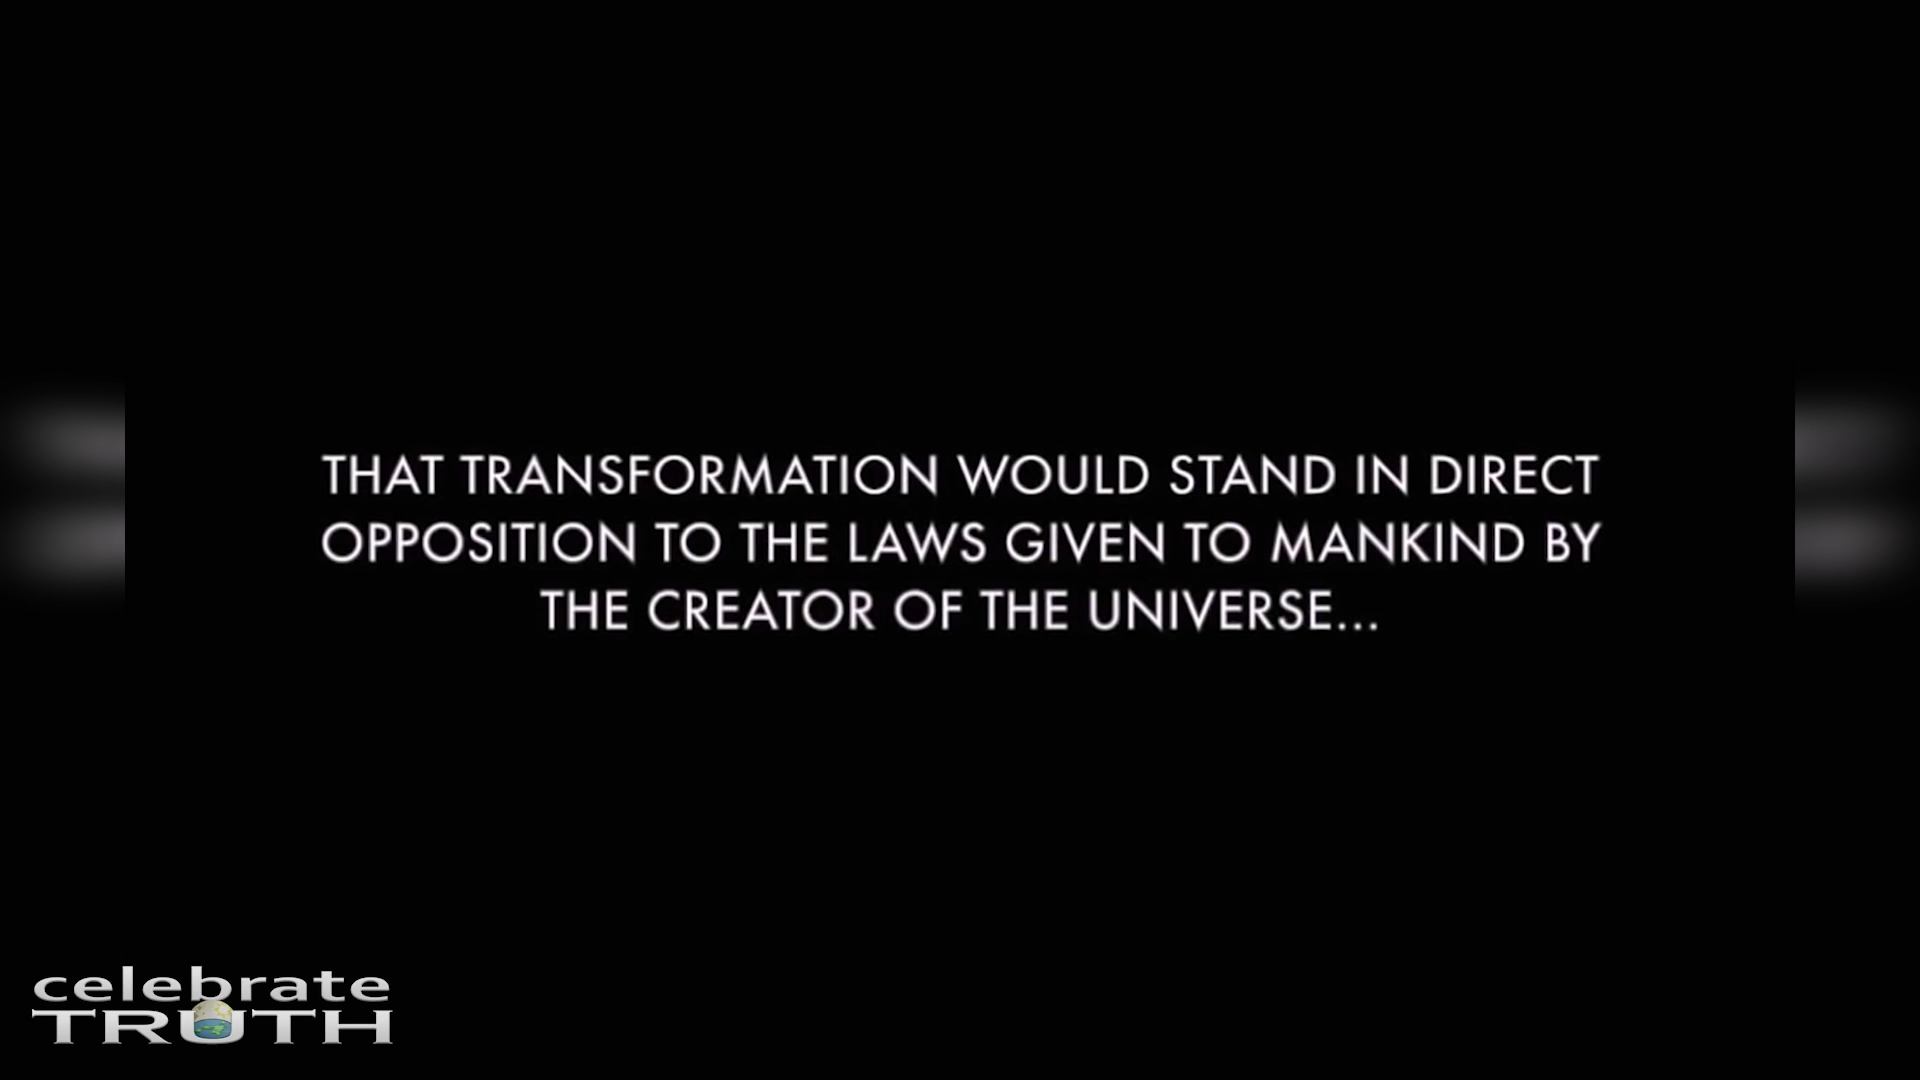 THAT TRANSFORMATION WOULD STAND IN DIRECT
OPPOSITION TO THE LAWS GIVEN TO MANKIND BY
THE CREATOR OF THE UNIVERSE...
celebrate
TRUTH